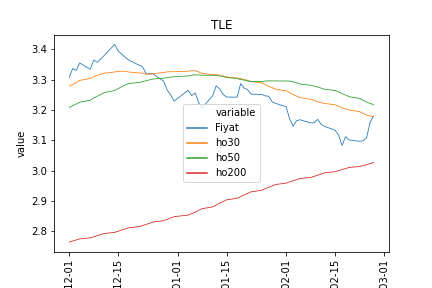 TLE
value
3.4
3.3
3.2
3.1
3.0
2.9
2.8
variable
Fiyat
ho30
ho50
ho200
12-01
12-15
01-01
01-15
02-01
02-15
03-01